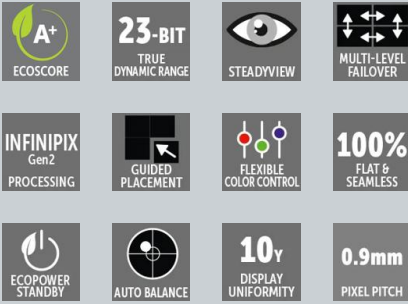 A+
ECOSCORE
23-BIT
TRUE
DYNAMIC RANGE
STEADYVIEW
MULTI-LEVEL
FAILOVER
INFINIPIX
Gen2
PROCESSING
GUIDED
PLACEMENT
FLEXIBLE
COLOR CONTROL
100%
FLAT &
SEAMLESS
ECOPOWER
STANDBY
AUTO BALANCE
10Y
DISPLAY
UNIFORMITY
0.9mm
PIXEL PITCH